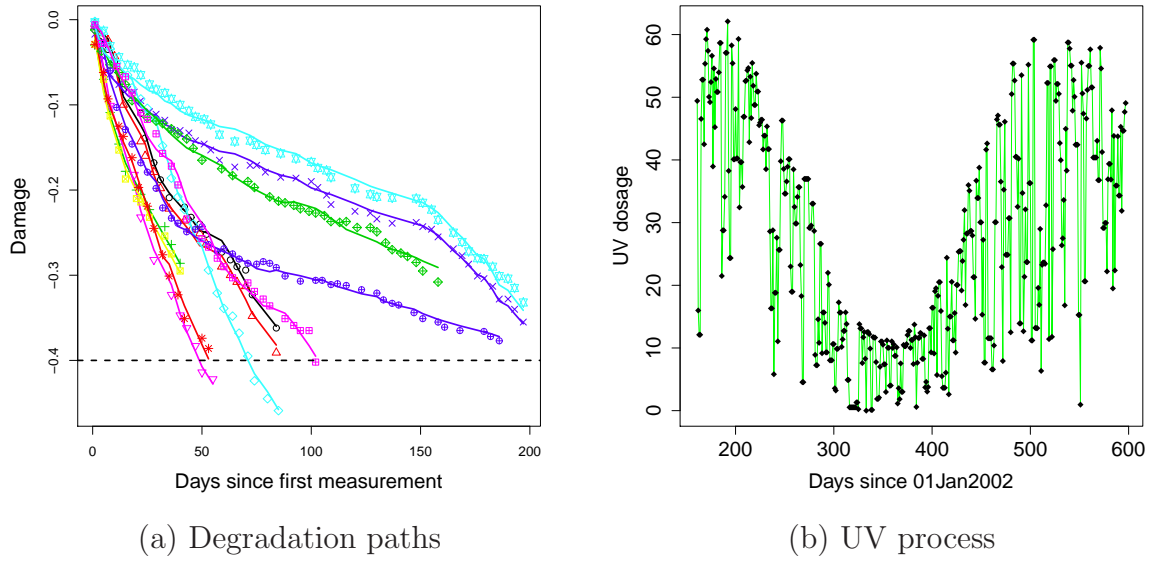 0.0
−0.1
−0.2
−0.3
−0.4
Damage
0 50 100 150 200
Days since first measurement
(a) Degradation paths
60
50
40
30
20
10
0
UV dosage
200 300 400 500 600
Days since 01Jan2002
(b) UV process